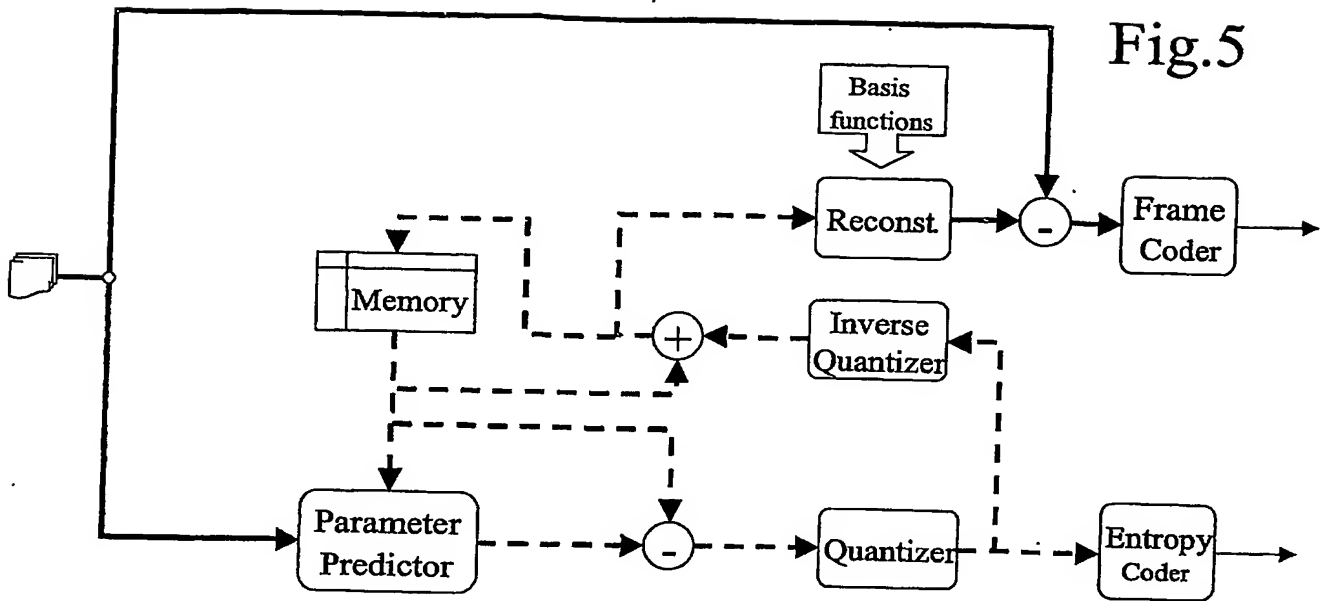 Fig.5
Basis
functions
Reconst.
-
Frame
Coder
Memory
+
Inverse
Quantizer
Parameter
Predictor
-
Quantizer
Entropy
Coder